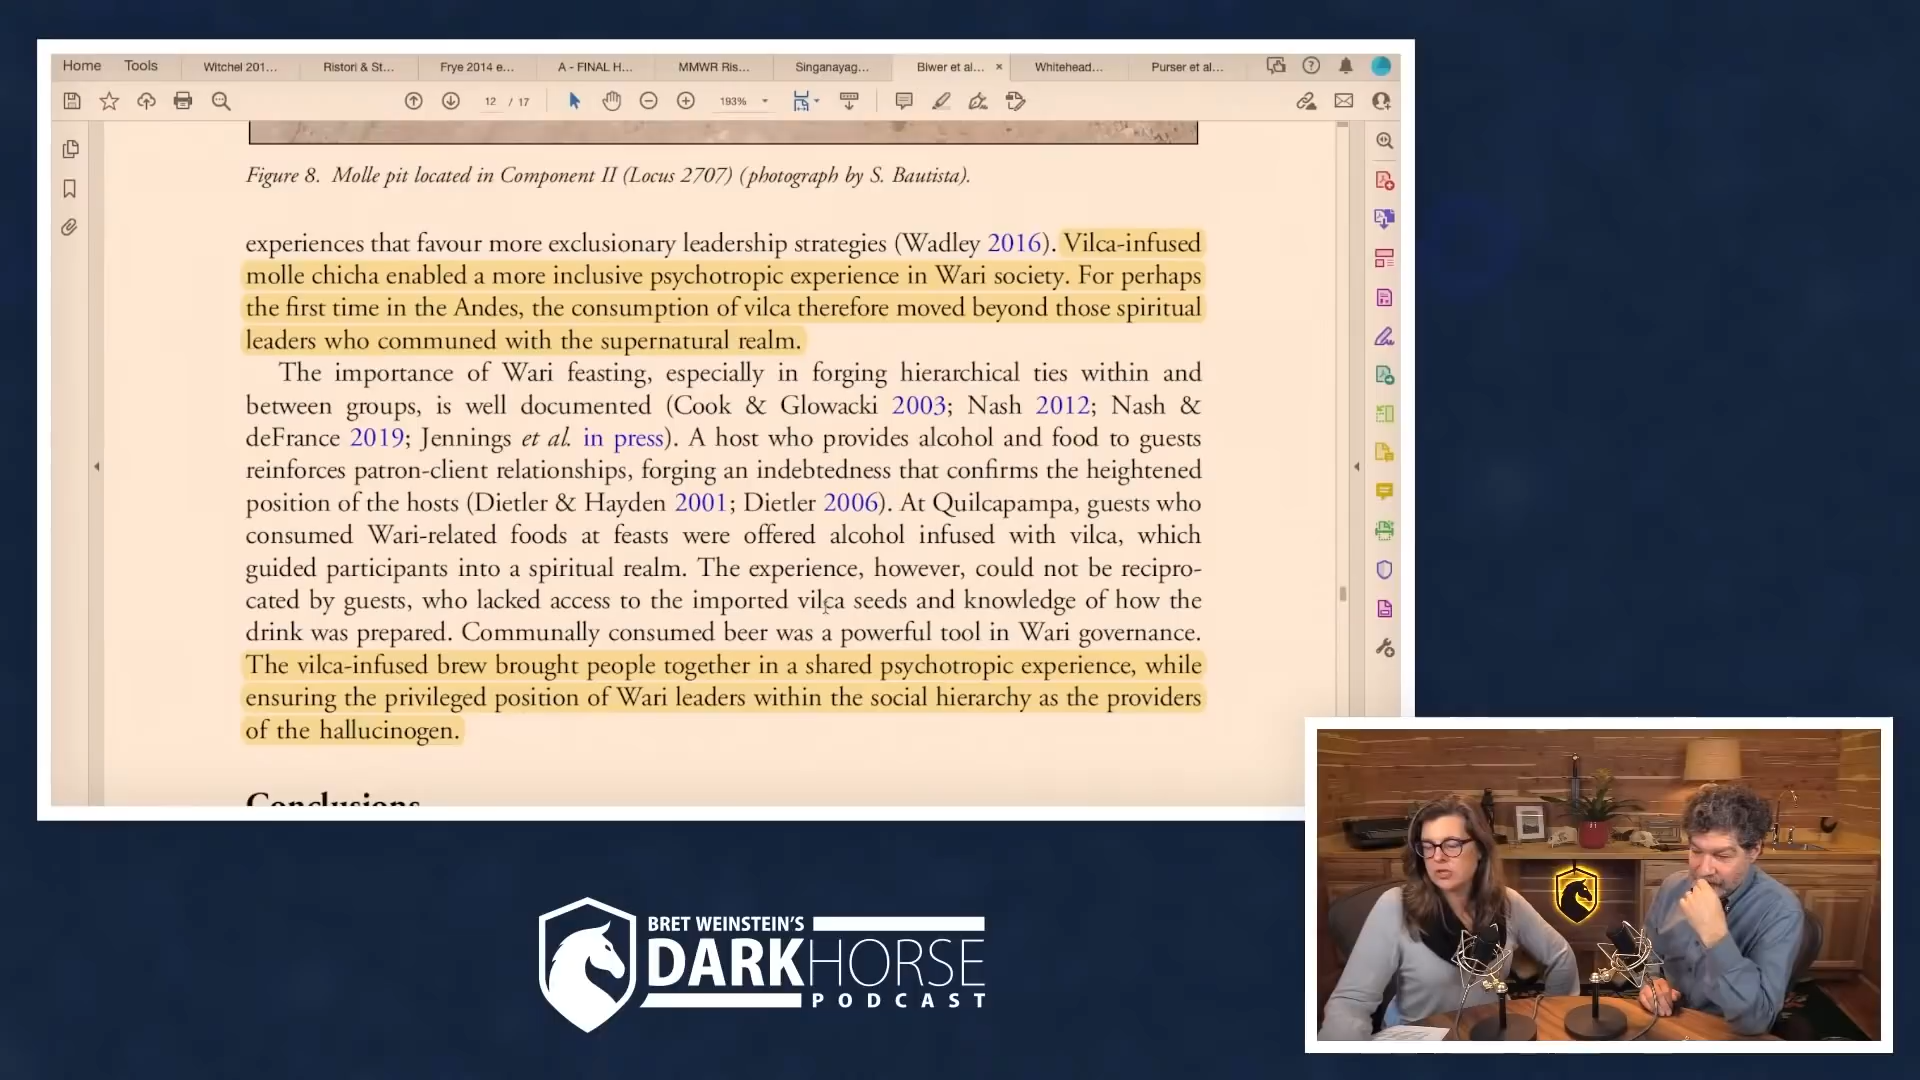 Home Tools Witchel 201... Ristori & St... Frye 2014 e... A - FINAL H... MMWR Ris... Singanayag... Biwer et al... × Whitehead... Purser et al...
12 / 17 193%
Figure 8. Molle pit located in Component II (Locus 2707) (photograph by S. Bautista).
experiences that favour more exclusionary leadership strategies (Wadley 2016). Vilca-infused
molle chicha enabled a more inclusive psychotropic experience in Wari society. For perhaps
the first time in the Andes, the consumption of vilca therefore moved beyond those spiritual
leaders who communed with the supernatural realm.
The importance of Wari feasting, especially in forging hierarchical ties within and
between groups, is well documented (Cook & Glowacki 2003; Nash 2012; Nash &
deFrance 2019; Jennings et al. in press). A host who provides alcohol and food to guests
reinforces patron-client relationships, forging an indebtedness that confirms the heightened
position of the hosts (Dietler & Hayden 2001; Dietler 2006). At Quilcapampa, guests who
consumed Wari-related foods at feasts were offered alcohol infused with vilca, which
guided participants into a spiritual realm. The experience, however, could not be recipro-
cated by guests, who lacked access to the imported vilca seeds and knowledge of how the
drink was prepared. Communally consumed beer was a powerful tool in Wari governance.
The vilca-infused brew brought people together in a shared psychotropic experience, while
ensuring the privileged position of Wari leaders within the social hierarchy as the providers
of the hallucinogen.
Conclusions
BRET WEINSTEIN'S
DARKHORSE
PODCAST